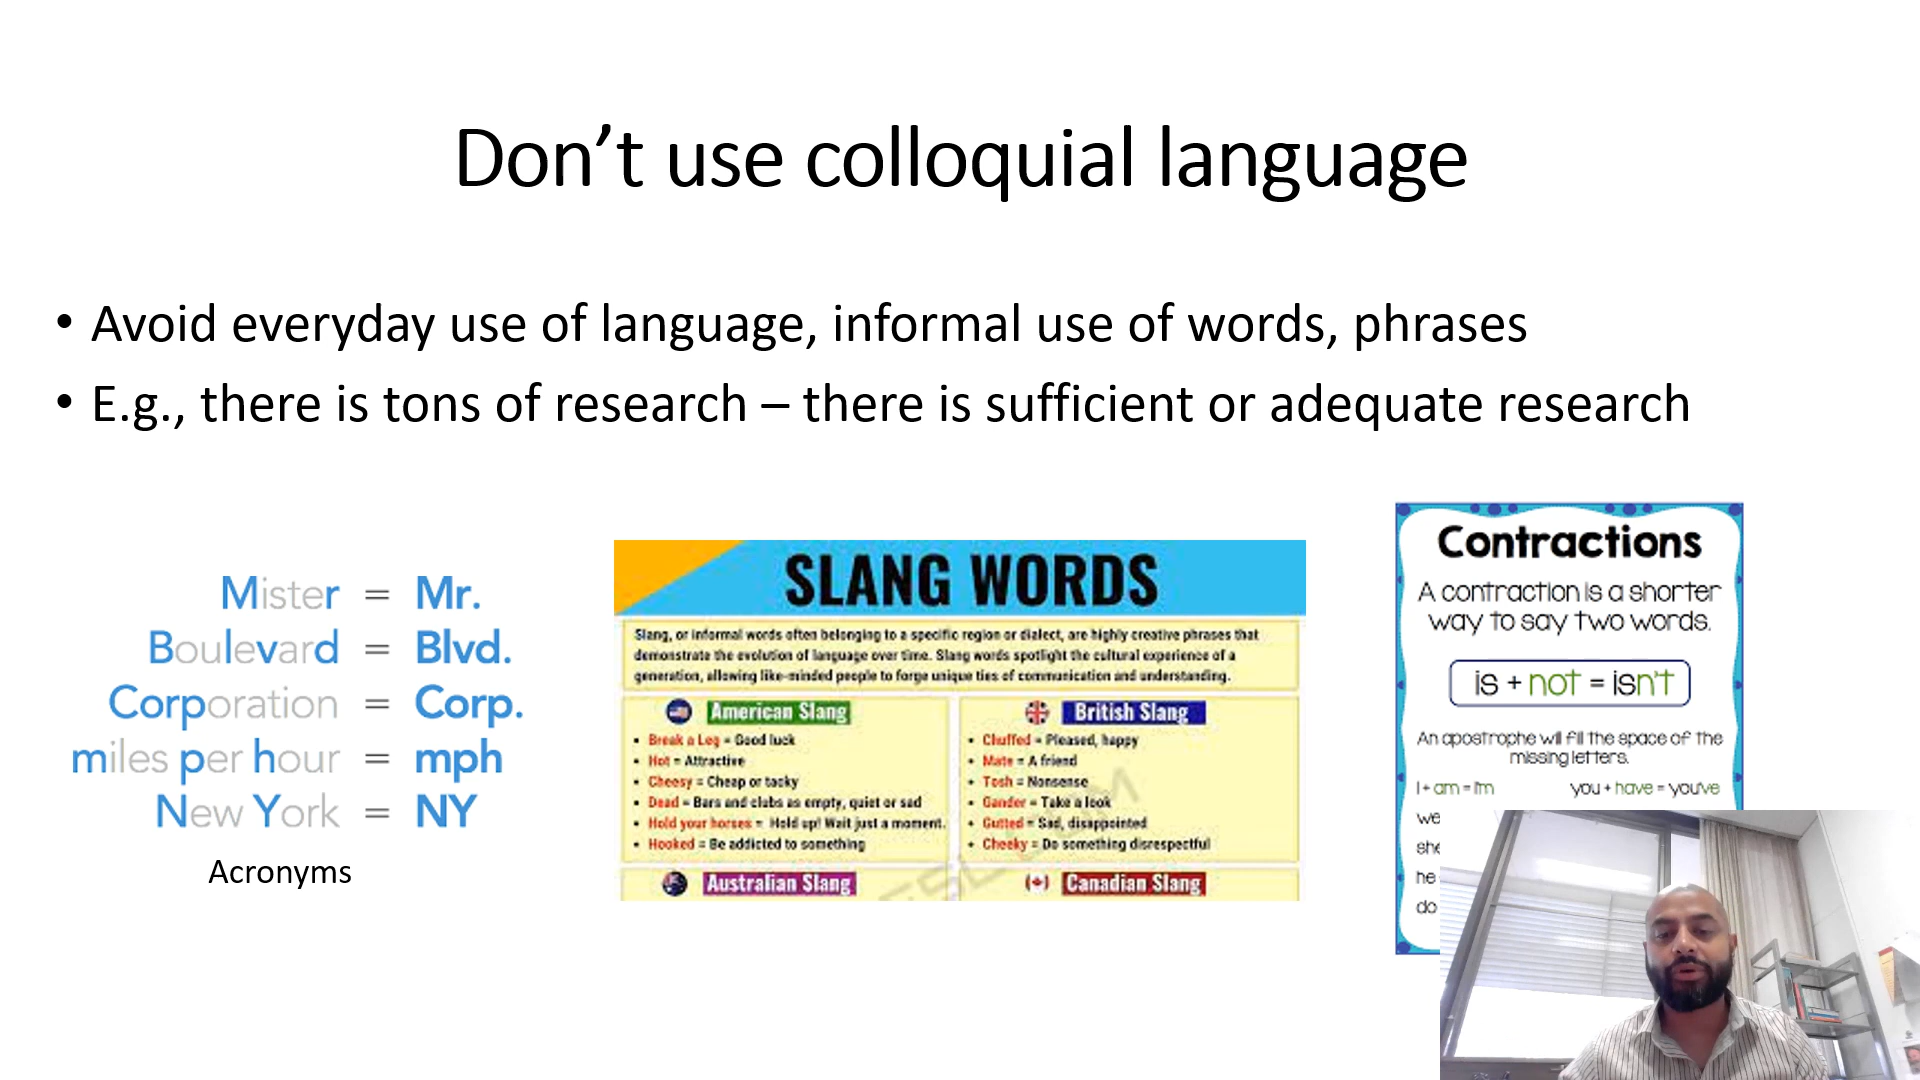 Don’t use colloquial language
• Avoid everyday use of language, informal use of words, phrases
• E.g., there is tons of research – there is sufficient or adequate research
Mister = Mr.
Boulevard = Blvd.
Corporation = Corp.
miles per hour = mph
New York = NY
Acronyms
SLANG WORDS
Slang, or informal words often belonging to a specific region or dialect, are highly creative phrases that
demonstrate the evolution of language over time. Slang words spotlight the cultural experience of a
generation, allowing like-minded people to forge unique ties of communication and understanding.
American Slang
• Break a Leg = Good luck
• Hot = Attractive
• Cheesy = Cheap or tacky
• Dead = Bars and clubs as empty, quiet or sad
• Hold your horses = Hold up! Wait just a moment.
• Hooked = Be addicted to something
British Slang
• Chuffed = Pleased, happy
• Mate = A friend
• Tosh = Nonsense
• Gander = Take a look
• Gutted = Sad, disappointed
• Cheeky = Do something disrespectful
Australian Slang
Canadian Slang
Contractions
A contraction is a shorter
way to say two words.
is + not = isn't
An apostrophe will fill the space of the
missing letters.
I + am = I'm
you + have = you've
we
she
he
do